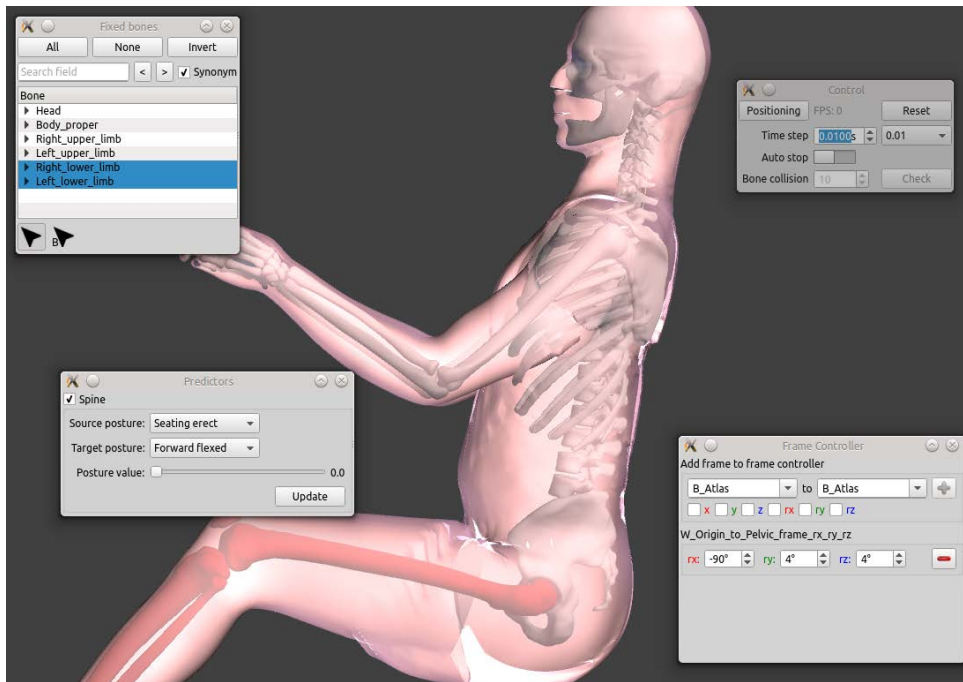 Fixed bones
All None Invert
Search field < > Synonym
Bone
Head
Body_proper
Right_upper_limb
Left_upper_limb
Right_lower_limb
Left_lower_limb
B
Control
Positioning FPS: 0 Reset
Time step 0.0100s 0.01
Auto stop
Bone collision 10 Check
Predictors
Spine
Source posture: Seating erect
Target posture: Forward flexed
Posture value: 0.0
Update
Frame Controller
Add frame to frame controller
B_Atlas to B_Atlas
x y z rx ry rz
W_Origin_to_Pelvic_frame_rx_ry_rz
rx: -90° ry: 4° rz: 4°